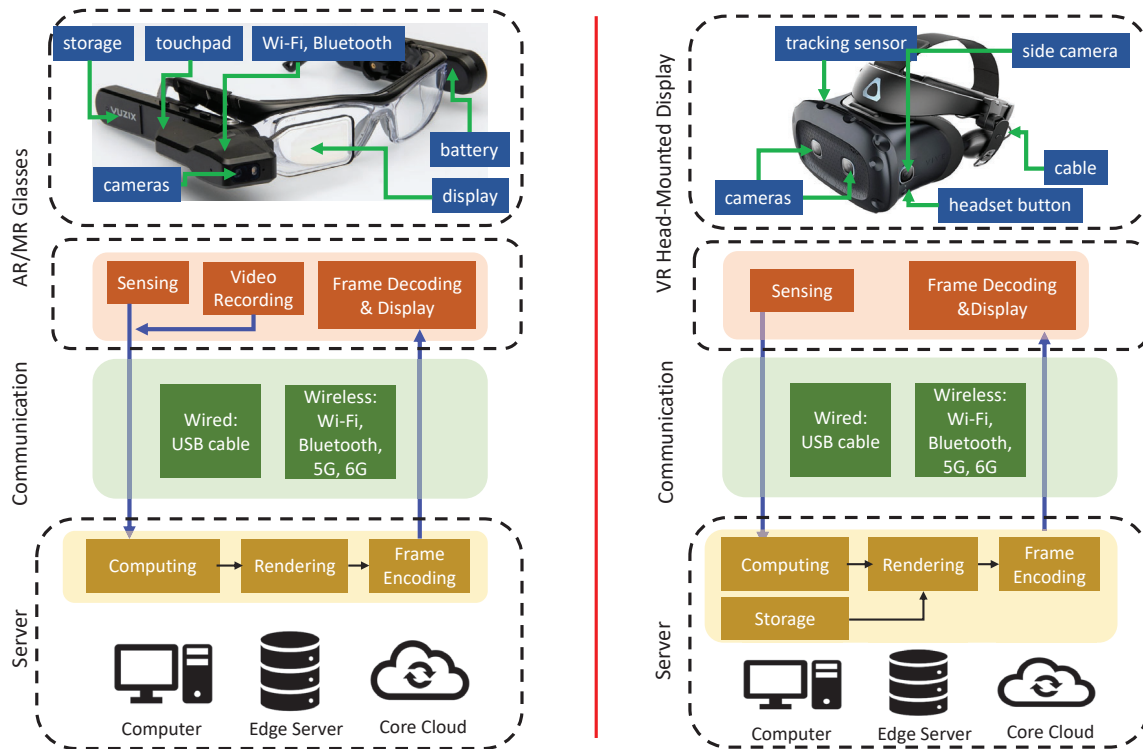 storage
touchpad
Wi-Fi, Bluetooth
VUZIX
cameras
battery
display
AR/MR Glasses
Sensing
Video
Recording
Frame Decoding
& Display
Communication
Wired:
USB cable
Wireless:
Wi-Fi,
Bluetooth,
5G, 6G
Server
Computing
Rendering
Frame
Encoding
Computer
Edge Server
Core Cloud
tracking sensor
side camera
cable
cameras
headset button
VR Head-Mounted Display
Sensing
Frame Decoding
&Display
Communication
Wired:
USB cable
Wireless:
Wi-Fi,
Bluetooth,
5G, 6G
Server
Computing
Rendering
Frame
Encoding
Storage
Computer
Edge Server
Core Cloud